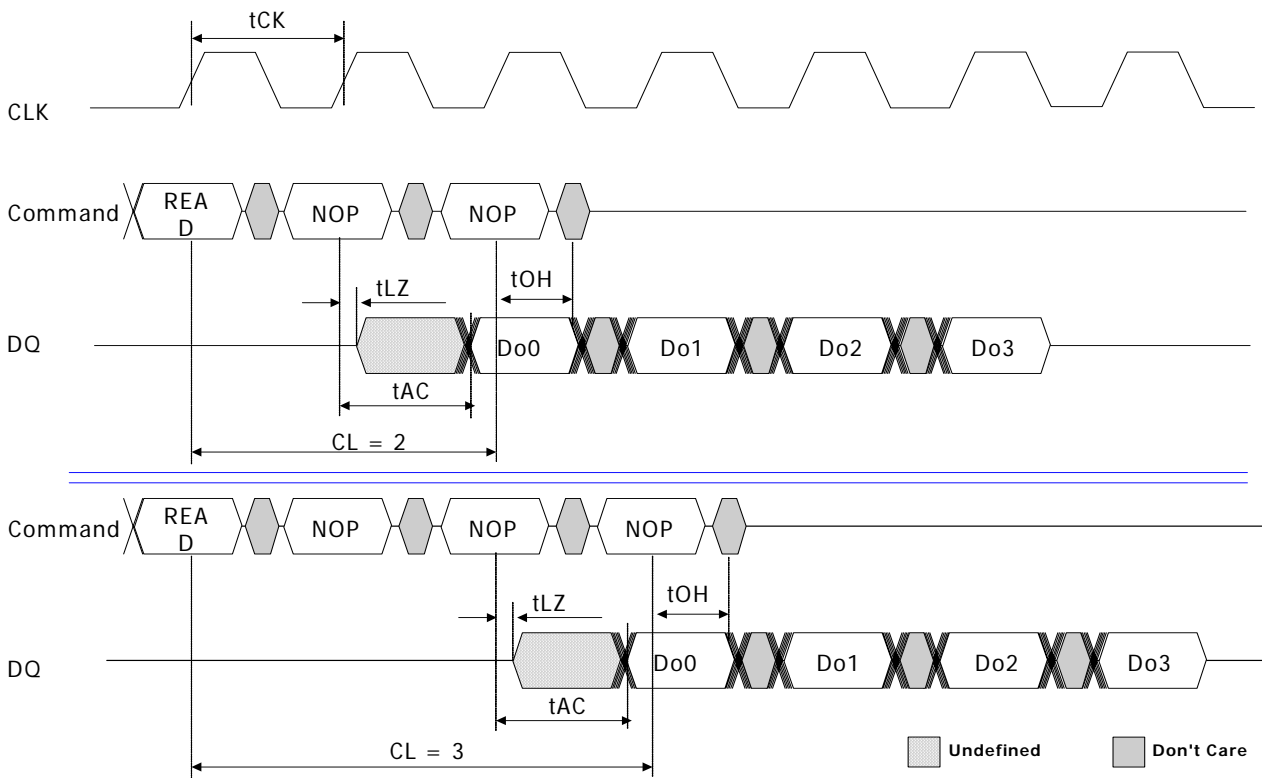 tCK
CLK
Command
REA
D
NOP
NOP
tLZ
tOH
DQ
Do0
Do1
Do2
Do3
tAC
CL = 2
Command
REA
D
NOP
NOP
NOP
tLZ
tOH
DQ
Do0
Do1
Do2
Do3
tAC
CL = 3
Undefined
Don't Care